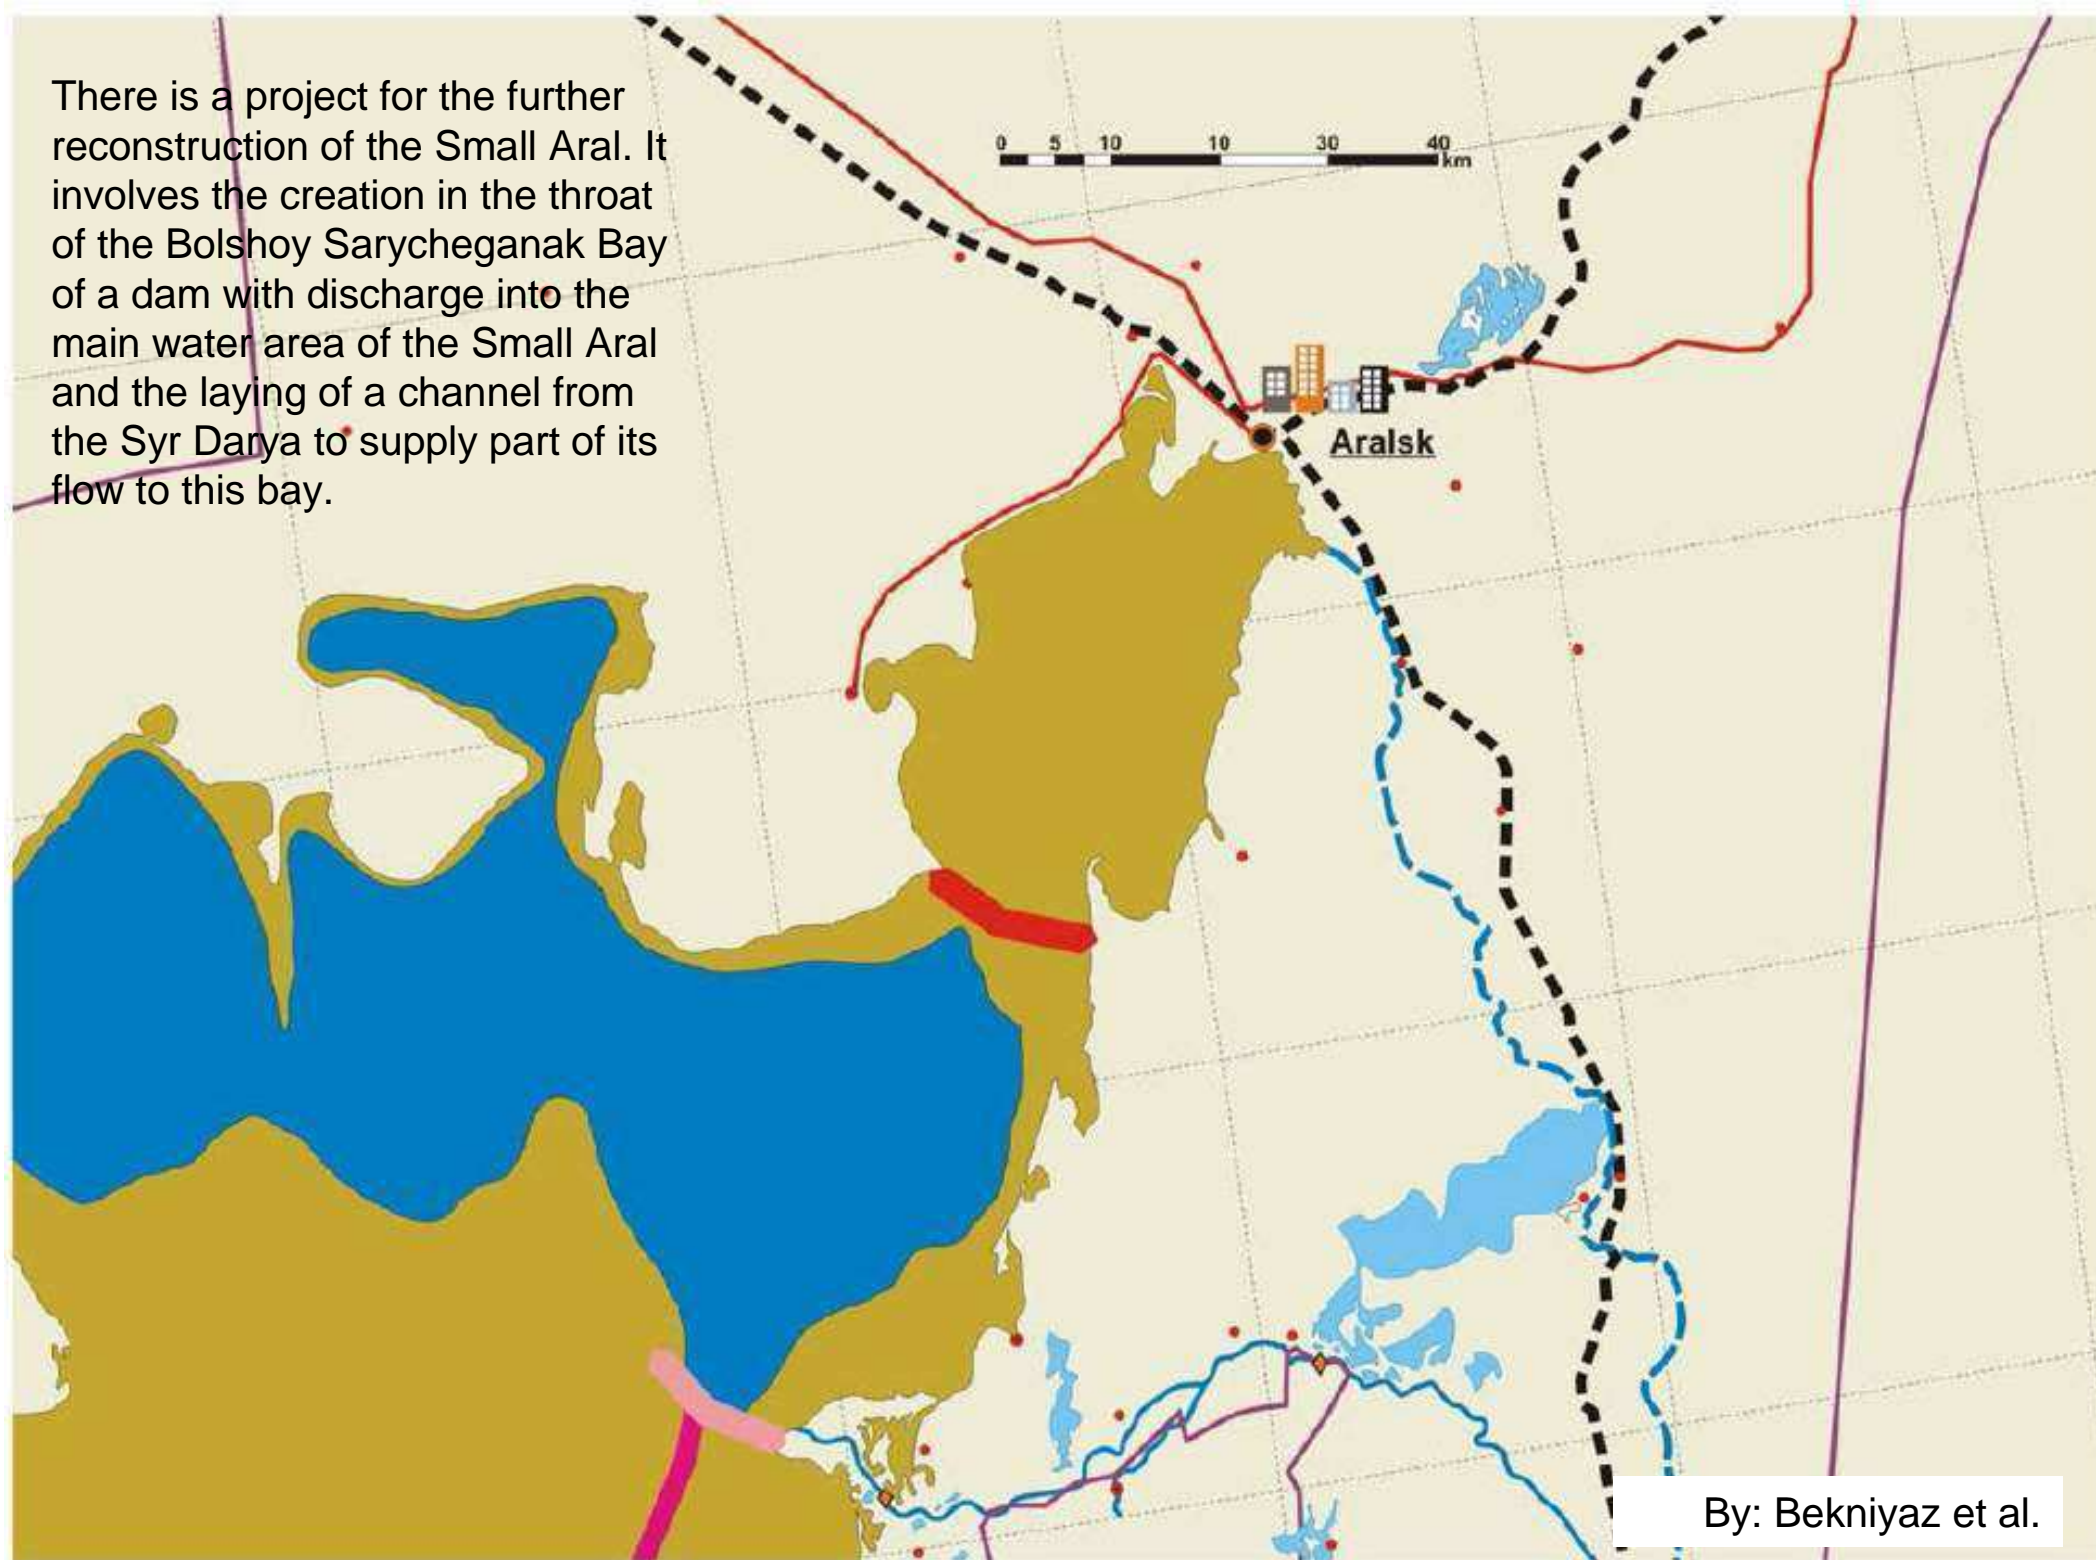 There is a project for the further
reconstruction of the Small Aral. It
involves the creation in the throat
of the Bolshoy Sarycheganak Bay
of a dam with discharge into the
main water area of the Small Aral
and the laying of a channel from
the Syr Darya to supply part of its
flow to this bay.
0 5 10 10 30 40
km
Aralsk
By: Bekniyaz et al.